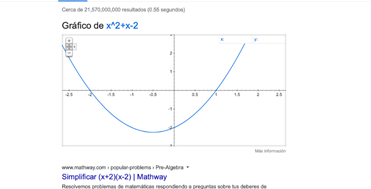 Cerca de 21,570,000,000 resultados (0.55 segundos)
Gráfico de x^2+x-2
x: y:
2
1
-2.5 -2 -1.5 -1 -0.5 0.5 1 1.5 2 2.5
-1
-2
Más información
www.mathway.com › popular-problems › Pre-Algebra
Simplificar (x+2)(x-2) | Mathway
Resolvemos problemas de matemáticas respondiendo a preguntas sobre tus deberes de